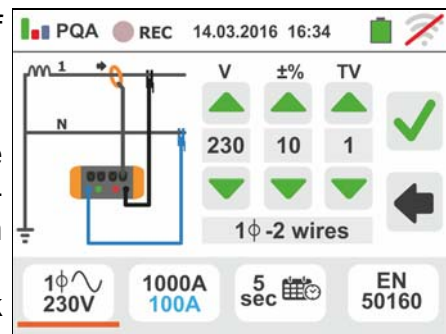 PQA REC 14.03.2016 16:34
1 V ±% TV
N
230 10 1
1ϕ-2 wires
1ϕ 1000A 5 EN
230V 100A sec 50160